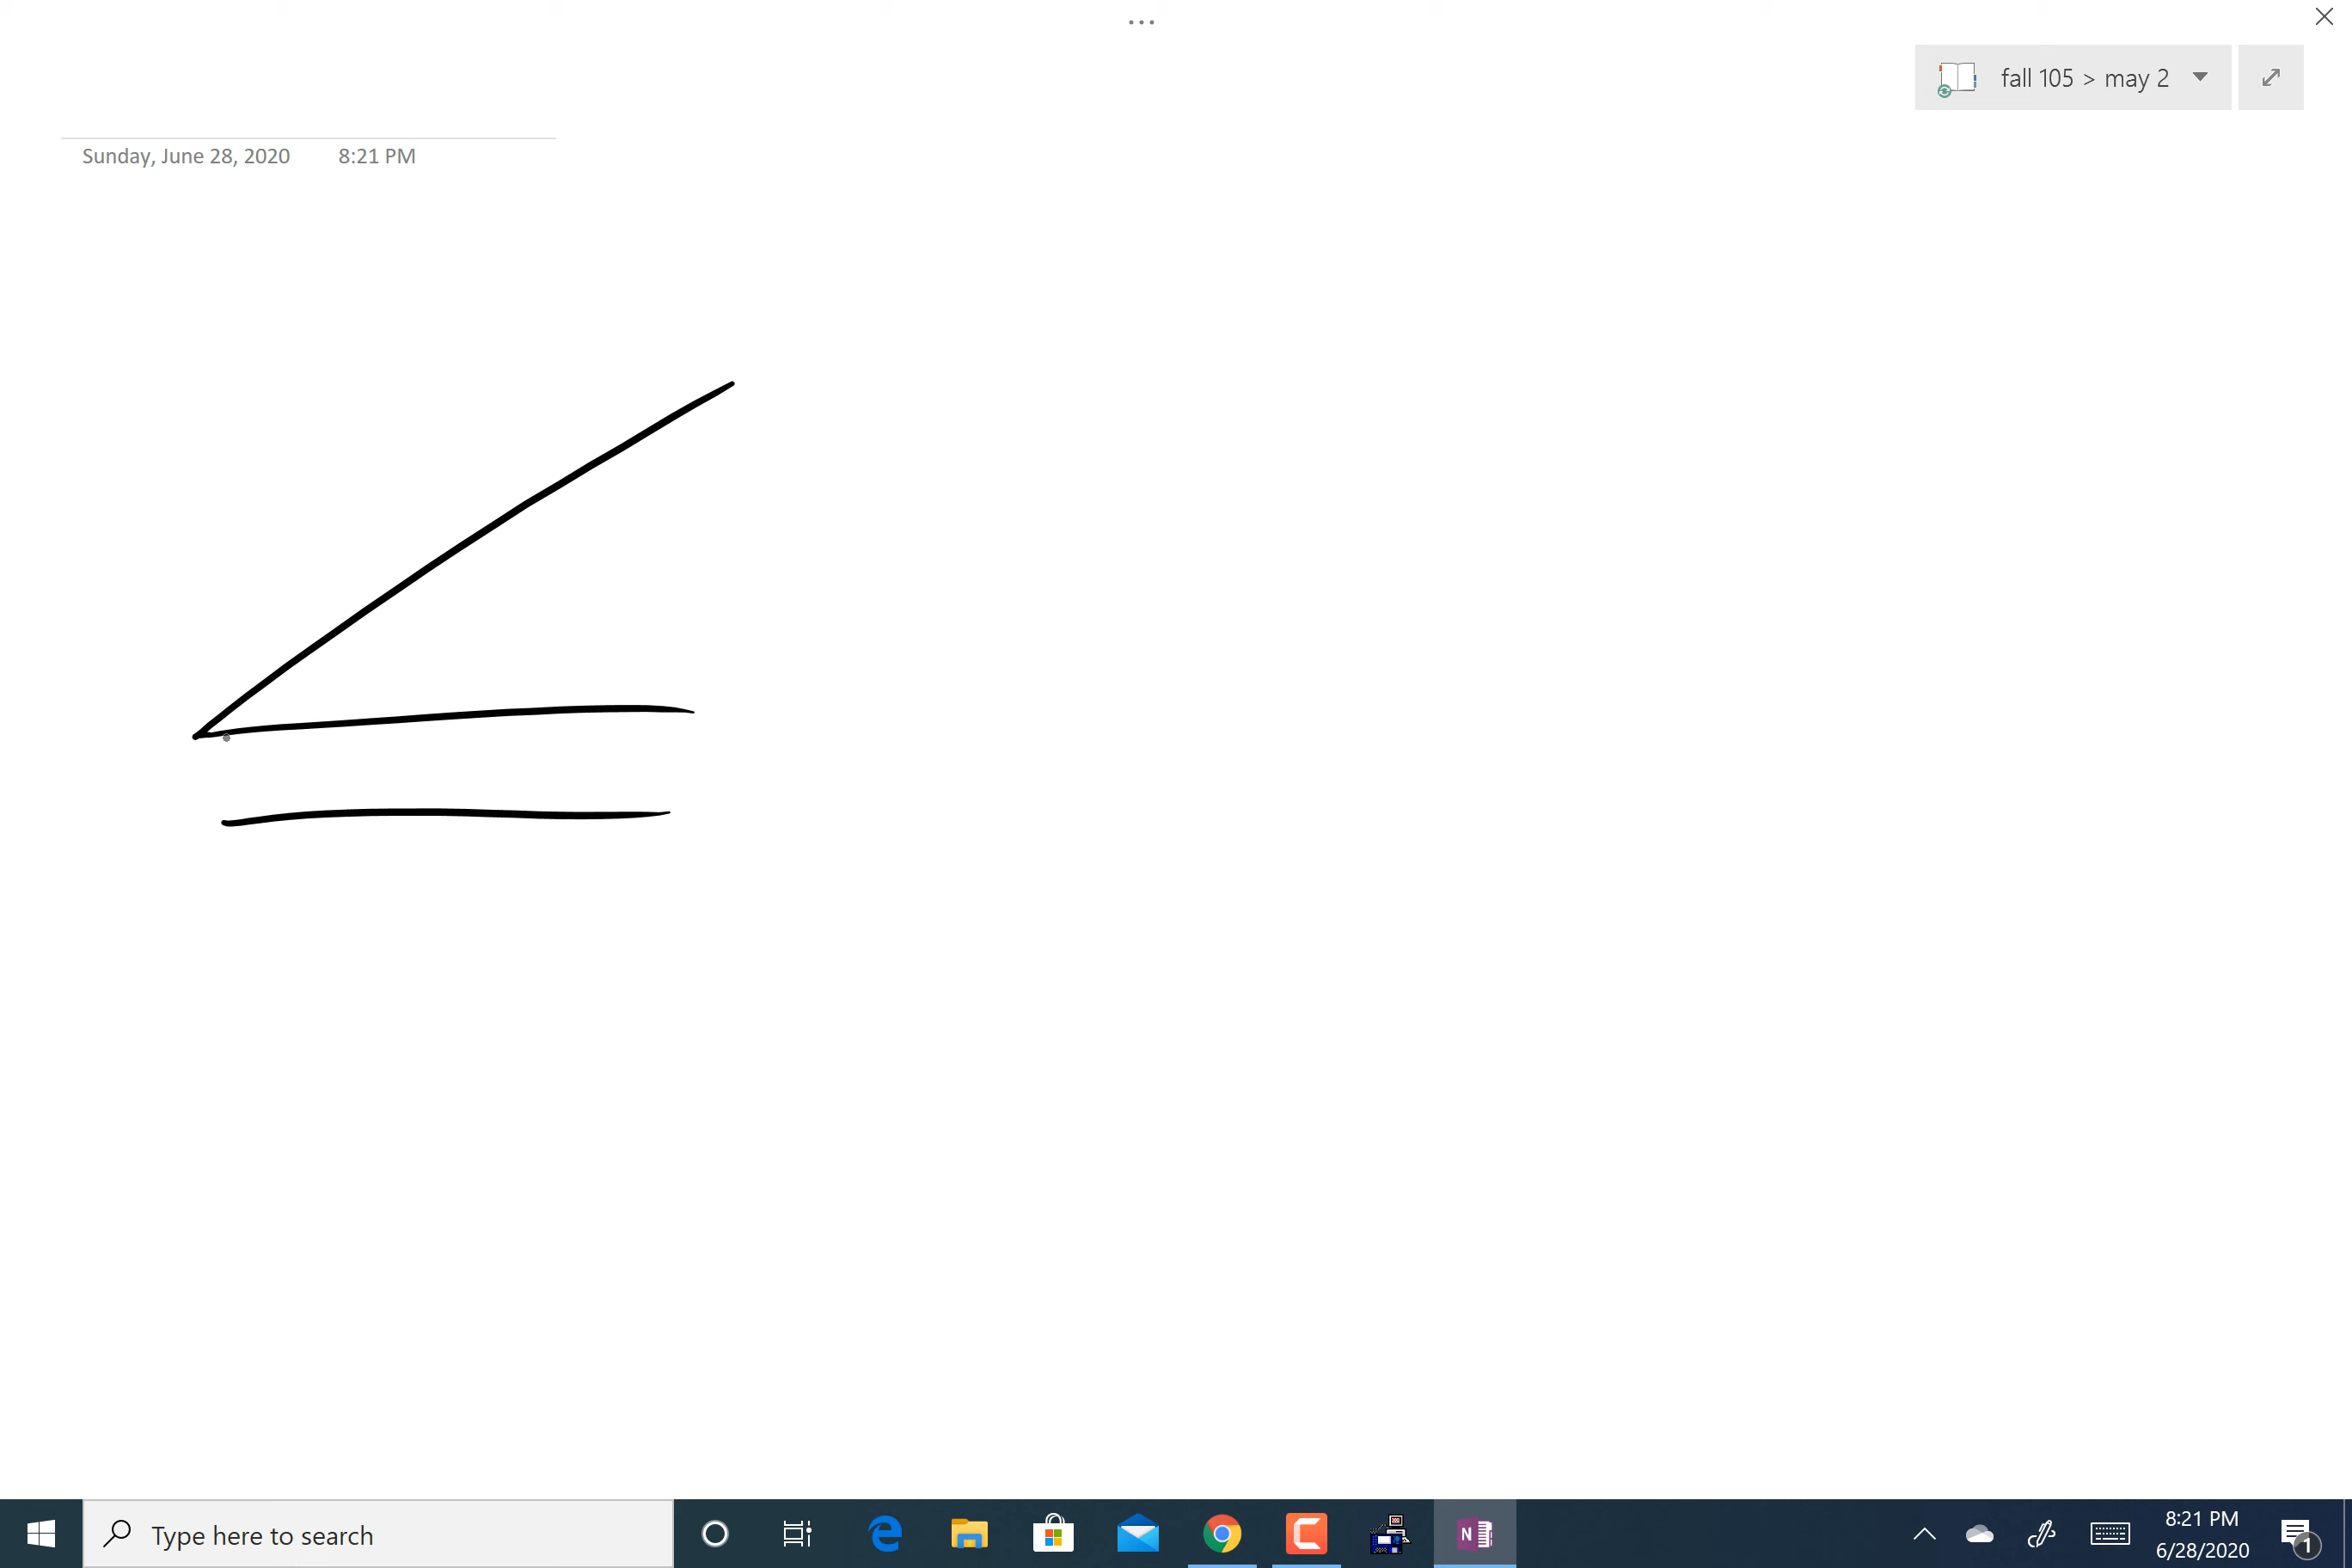 fall 105 > may 2
Sunday, June 28, 2020 8:21 PM
Type here to search
8:21 PM
6/28/2020
1